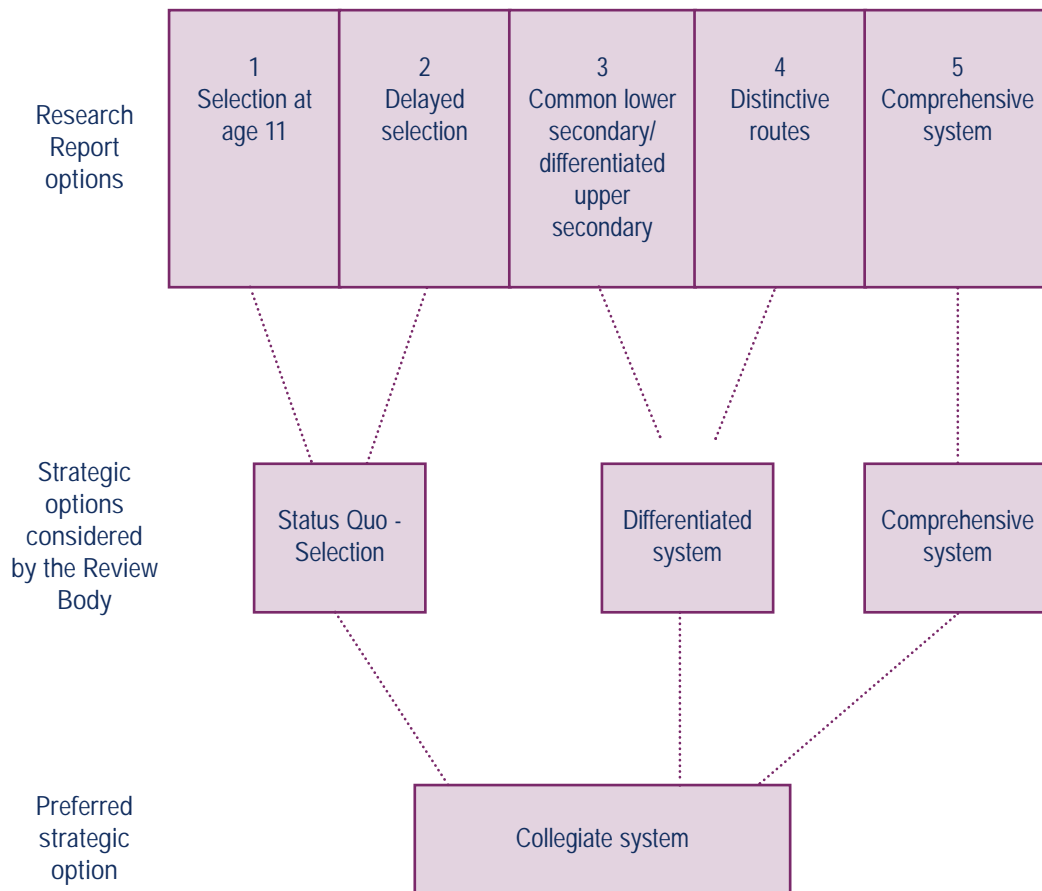 Research
Report
options
1
Selection at
age 11
2
Delayed
selection
3
Common lower
secondary/
differentiated
upper
secondary
4
Distinctive
routes
5
Comprehensive
system
Strategic
options
considered
by the Review
Body
Status Quo -
Selection
Differentiated
system
Comprehensive
system
Preferred
strategic
option
Collegiate system